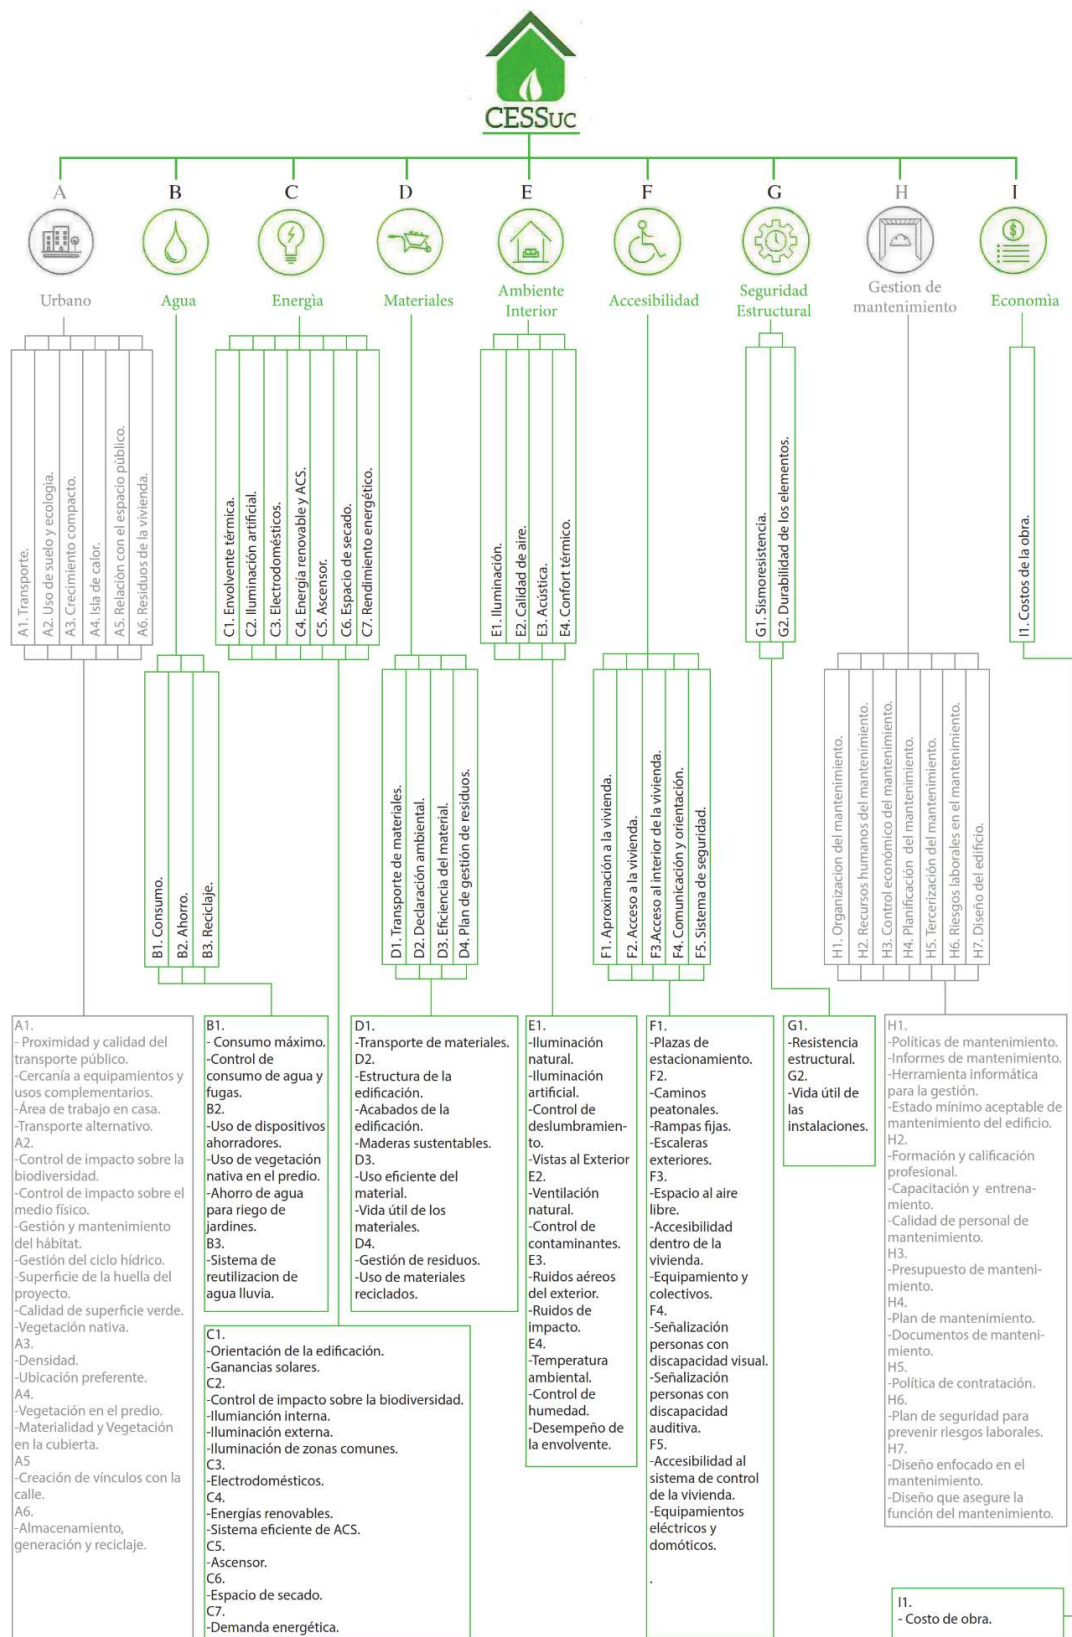 CESSUC
A
B
C
D
E
F
G
H
I
Urbano
Agua
Energìa
Materiales
Ambiente
Interior
Accesibilidad
Seguridad
Estructural
Gestion de
mantenimiento
Economìa
A1. Transporte.
A2. Uso de suelo y ecologìa.
A3. Crecimiento compacto.
A4. Isla de calor.
A5. Relaciòn con el espacio pùblico.
A6. Residuos de la vivienda.
B1. Consumo.
B2. Ahorro.
B3. Reciclaje.
C1. Envolvente térmica.
C2. Iluminación artificial.
C3. Electrodomésticos.
C4. Energía renovable y ACS.
C5. Ascensor.
C6. Espacio de secado.
C7. Rendimiento energético.
D1. Transporte de materiales.
D2. Declaración ambiental.
D3. Eficiencia del material.
D4. Plan de gestión de residuos.
E1. Iluminación.
E2. Calidad de aire.
E3. Acústica.
E4. Confort térmico.
F1. Aproximación a la vivienda.
F2. Acceso a la vivienda.
F3.Acceso al interior de la vivienda.
F4. Comunicación y orientación.
F5. Sistema de seguridad.
G1. Sismoresistencia.
G2. Durabilidad de los elementos.
H1. Organizacion del mantenimiento.
H2. Recursos humanos del mantenimiento.
H3. Control económico del mantenimiento.
H4. Planificación del mantenimiento.
H5. Tercerización del mantenimiento.
H6. Riesgos laborales en el mantenimiento.
H7. Diseño del edificio.
I1. Costos de la obra.
A1.
- Proximidad y calidad del
transporte público.
-Cercanía a equipamientos y
usos complementarios.
-Área de trabajo en casa.
-Transporte alternativo.
A2.
-Control de impacto sobre la
biodiversidad.
-Control de impacto sobre el
medio físico.
-Gestión y mantenimiento
del hábitat.
-Gestión del ciclo hídrico.
-Superficie de la huella del
proyecto.
-Calidad de superficie verde.
-Vegetación nativa.
A3.
-Densidad.
-Ubicación preferente.
A4.
-Vegetación en el predio.
-Materialidad y Vegetación
en la cubierta.
A5
-Creación de vínculos con la
calle.
A6.
-Almacenamiento,
generación y reciclaje.
B1.
- Consumo máximo.
-Control de
consumo de agua y
fugas.
B2.
-Uso de dispositivos
ahorradores.
-Uso de vegetación
nativa en el predio.
-Ahorro de agua
para riego de
jardines.
B3.
-Sistema de
reutilizacion de
agua lluvia.
C1.
-Orientación de la edificación.
-Ganancias solares.
C2.
-Control de impacto sobre la biodiversidad.
-Ilumianción interna.
-Iluminación externa.
-Iluminación de zonas comunes.
C3.
-Electrodomésticos.
C4.
-Energías renovables.
-Sistema eficiente de ACS.
C5.
-Ascensor.
C6.
-Espacio de secado.
C7.
-Demanda energética.
D1.
-Transporte de materiales.
D2.
-Estructura de la
edificación.
-Acabados de la
edificación.
-Maderas sustentables.
D3.
-Uso eficiente del
material.
-Vida útil de los
materiales.
D4.
-Gestión de residuos.
-Uso de materiales
reciclados.
E1.
-Iluminación
natural.
-Iluminación
artificial.
-Control de
deslumbramien-
to.
-Vistas al Exterior
E2.
-Ventilación
natural.
-Control de
contaminantes.
E3.
-Ruidos aéreos
del exterior.
-Ruidos de
impacto.
E4.
-Temperatura
ambiental.
-Control de
humedad.
-Desempeño de
la envolvente.
F1.
-Plazas de
estacionamiento.
F2.
-Caminos
peatonales.
-Rampas fijas.
-Escaleras
exteriores.
F3.
-Espacio al aire
libre.
-Accesibilidad
dentro de la
vivienda.
-Equipamiento y
colectivos.
F4.
-Señalización
personas con
discapacidad visual.
-Señalización
personas con
discapacidad
auditiva.
F5.
-Accesibilidad al
sistema de control
de la vivienda.
-Equipamientos
eléctricos y
domóticos.
.
G1.
-Resistencia
estructural.
G2.
-Vida útil de
las
instalaciones.
H1.
-Políticas de mantenimiento.
-Informes de mantenimiento.
-Herramienta informática
para la gestión.
-Estado mínimo aceptable de
mantenimiento del edificio.
H2.
-Formación y calificación
profesional.
-Capacitación y entrena-
miento.
-Calidad de personal de
mantenimiento.
H3.
-Presupuesto de manteni-
miento.
H4.
-Plan de mantenimiento.
-Documentos de manteni-
miento.
H5.
-Política de contratación.
H6.
-Plan de seguridad para
prevenir riesgos laborales.
H7.
-Diseño enfocado en el
mantenimiento.
-Diseño que asegure la
función del mantenimiento.
I1.
- Costo de obra.